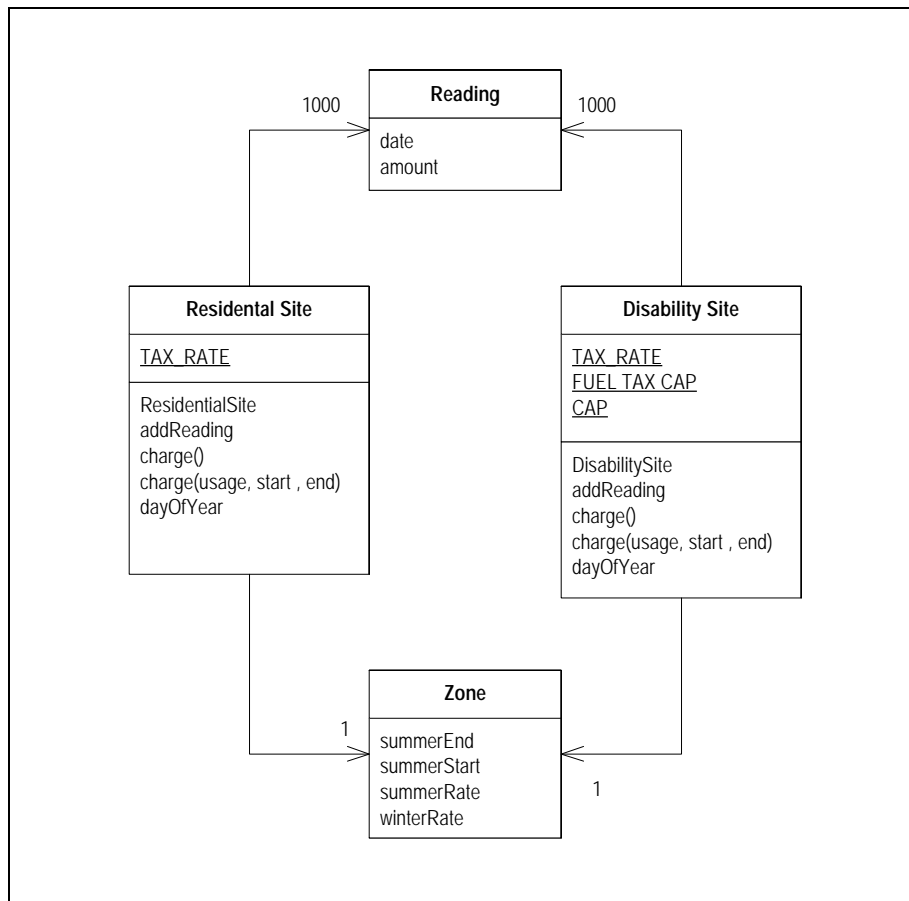 Reading
1000
1000
date
amount
Residental Site
TAX_RATE
ResidentialSite
addReading
charge()
charge(usage, start , end)
dayOfYear
Disability Site
TAX_RATE
FUEL TAX CAP
CAP
DisabilitySite
addReading
charge()
charge(usage, start , end)
dayOfYear
Zone
1
summerEnd
summerStart
summerRate
winterRate
1